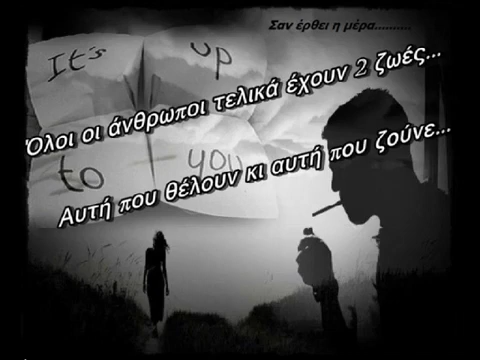 Σαν έρθει η μέρα..........
It's up
Όλοι οι άνθρωποι τελικά έχουν 2 ζωές...
to you
Αυτή που θέλουν κι αυτή που ζούνε...